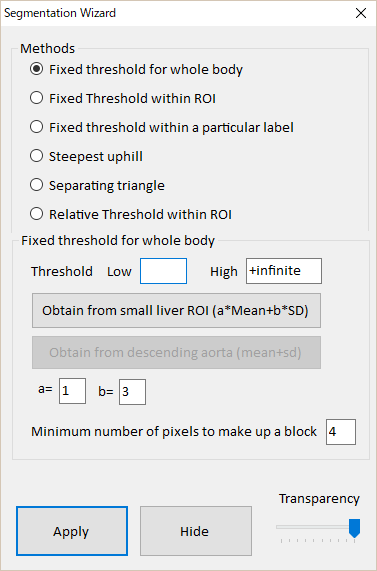 Segmentation Wizard
Methods
Fixed threshold for whole body
Fixed Threshold within ROI
Fixed threshold within a particular label
Steepest uphill
Separating triangle
Relative Threshold within ROI
Fixed threshold for whole body
Threshold Low High +infinite
Obtain from small liver ROI (a*Mean+b*SD)
Obtain from descending aorta (mean+sd)
a= 1 b= 3
Minimum number of pixels to make up a block 4
Transparency
Apply Hide